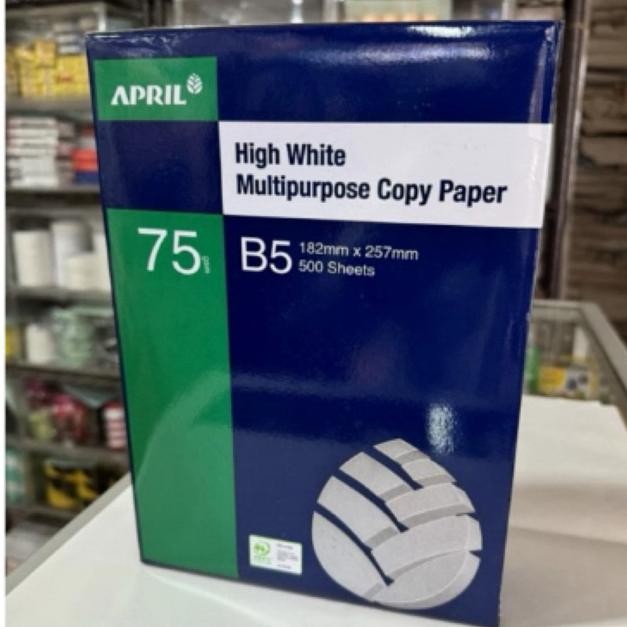 APRIL
High White
Multipurpose Copy Paper
75 gsm
B5 182mm x 257mm
500 Sheets